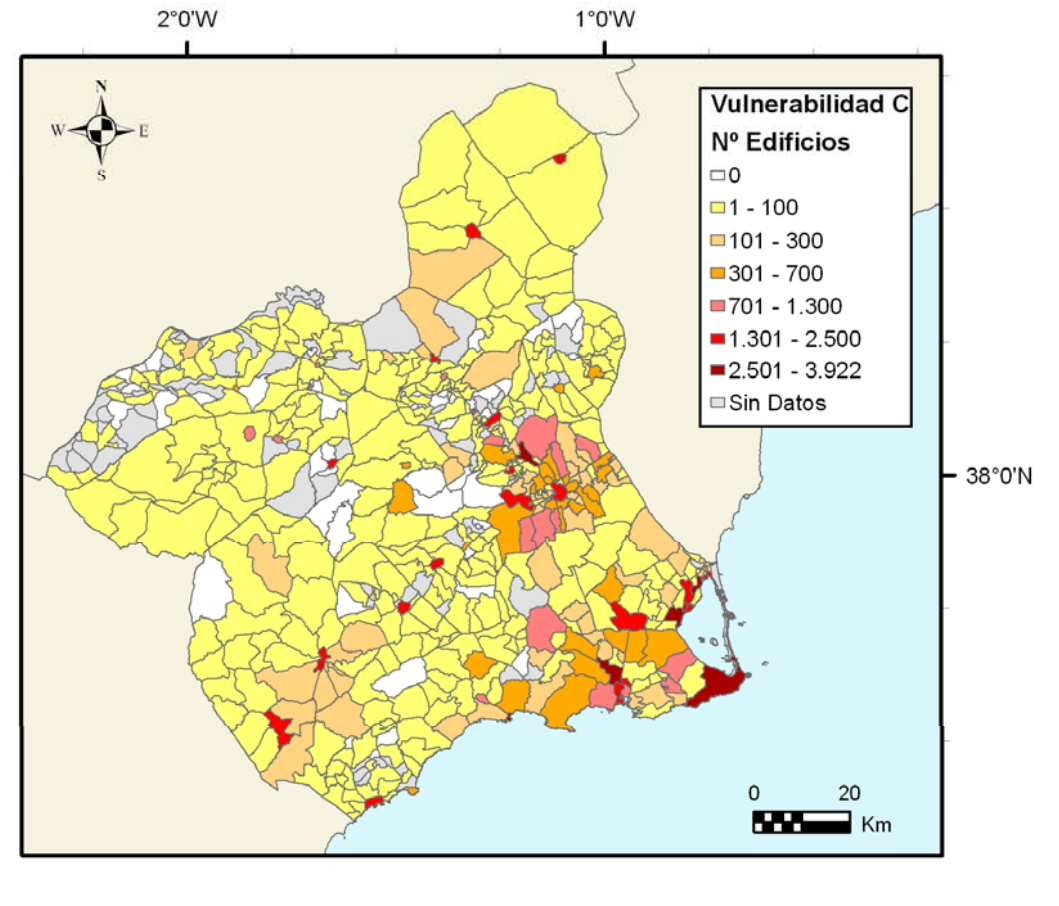 2°0'W 1°0'W
N
W E
S
Vulnerabilidad C
Nº Edificios
0
1 - 100
101 - 300
301 - 700
701 - 1.300
1.301 - 2.500
2.501 - 3.922
Sin Datos
38°0'N
0 20
Km